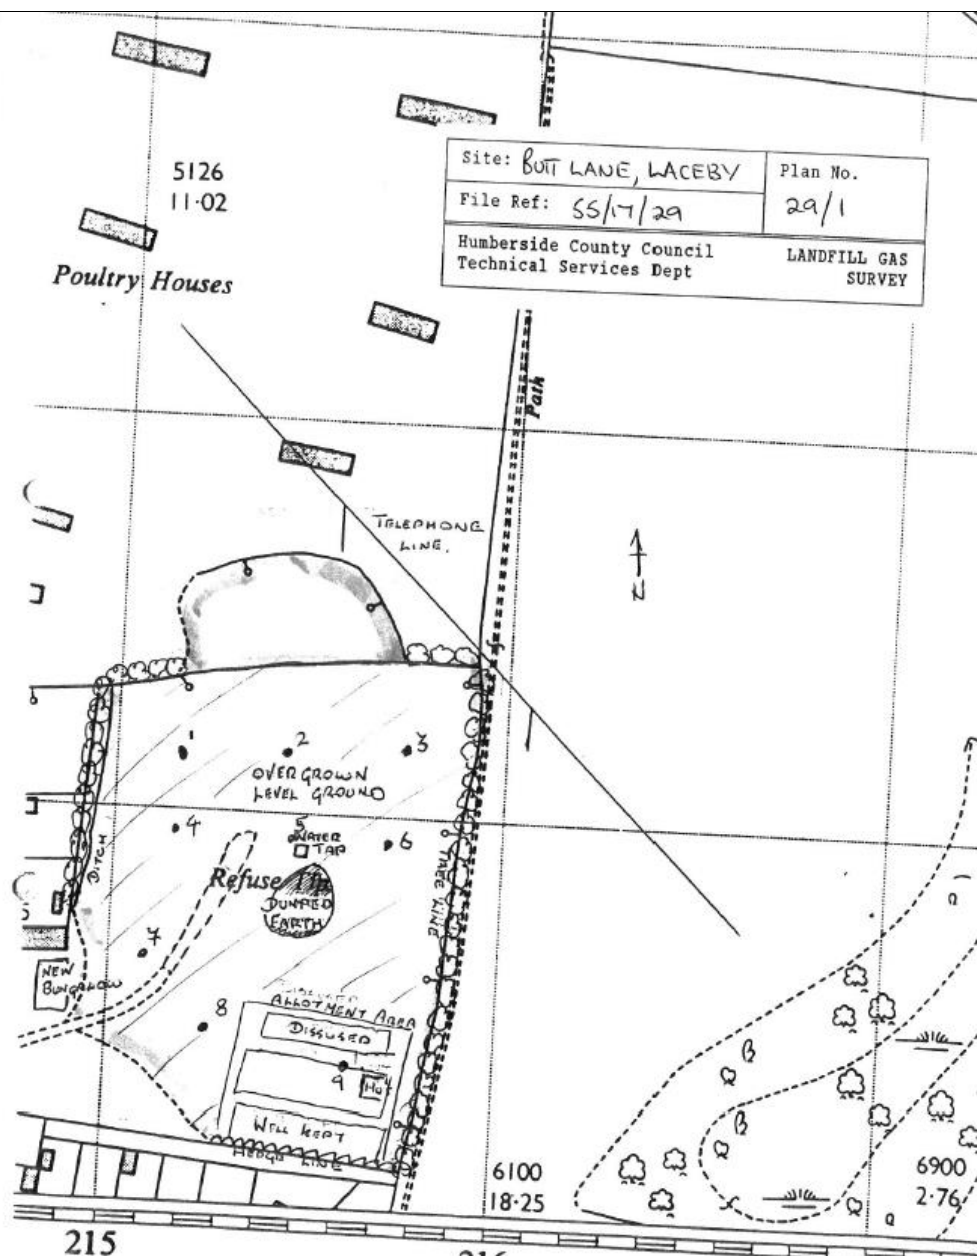 5126
11·02
Site: BUTT LANE, LACEBY
Plan No.
29/1
File Ref: SS/17/29
Humberside County Council
Technical Services Dept
LANDFILL GAS
SURVEY
Poultry Houses
Path
TELEPHONE
LINE.
N
1
2
3
OVERGROWN
LEVEL GROUND
4
5
WATER
TAP
6
DITCH
TREE LINE
Refuse Tip
DUMPED
EARTH
7
NEW
BUNGALOW
8
ALLOTMENT AREA
DISUSED
9
HUT
WELL KEPT
HEDGE LINE
6100
18·25
6900
2·76
215
216